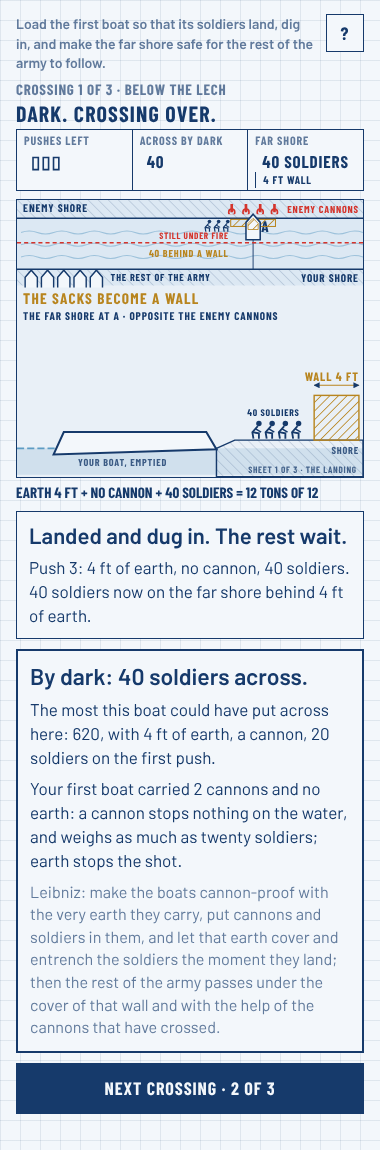 Load the first boat so that its soldiers land, dig
in, and make the far shore safe for the rest of the
army to follow.
?
CROSSING 1 OF 3 · BELOW THE LECH
DARK. CROSSING OVER.
PUSHES LEFT
ACROSS BY DARK
40
FAR SHORE
40 SOLDIERS
4 FT WALL
ENEMY SHORE
ENEMY CANNONS
A
STILL UNDER FIRE
40 BEHIND A WALL
THE REST OF THE ARMY
YOUR SHORE
THE SACKS BECOME A WALL
THE FAR SHORE AT A · OPPOSITE THE ENEMY CANNONS
WALL 4 FT
40 SOLDIERS
SHORE
YOUR BOAT, EMPTIED
SHEET 1 OF 3 · THE LANDING
EARTH 4 FT + NO CANNON + 40 SOLDIERS = 12 TONS OF 12
Landed and dug in. The rest wait.
Push 3: 4 ft of earth, no cannon, 40 soldiers.
40 soldiers now on the far shore behind 4 ft
of earth.
By dark: 40 soldiers across.
The most this boat could have put across
here: 620, with 4 ft of earth, a cannon, 20
soldiers on the first push.
Your first boat carried 2 cannons and no
earth: a cannon stops nothing on the water,
and weighs as much as twenty soldiers;
earth stops the shot.
Leibniz: make the boats cannon-proof with
the very earth they carry, put cannons and
soldiers in them, and let that earth cover and
entrench the soldiers the moment they land;
then the rest of the army passes under the
cover of that wall and with the help of the
cannons that have crossed.
NEXT CROSSING · 2 OF 3